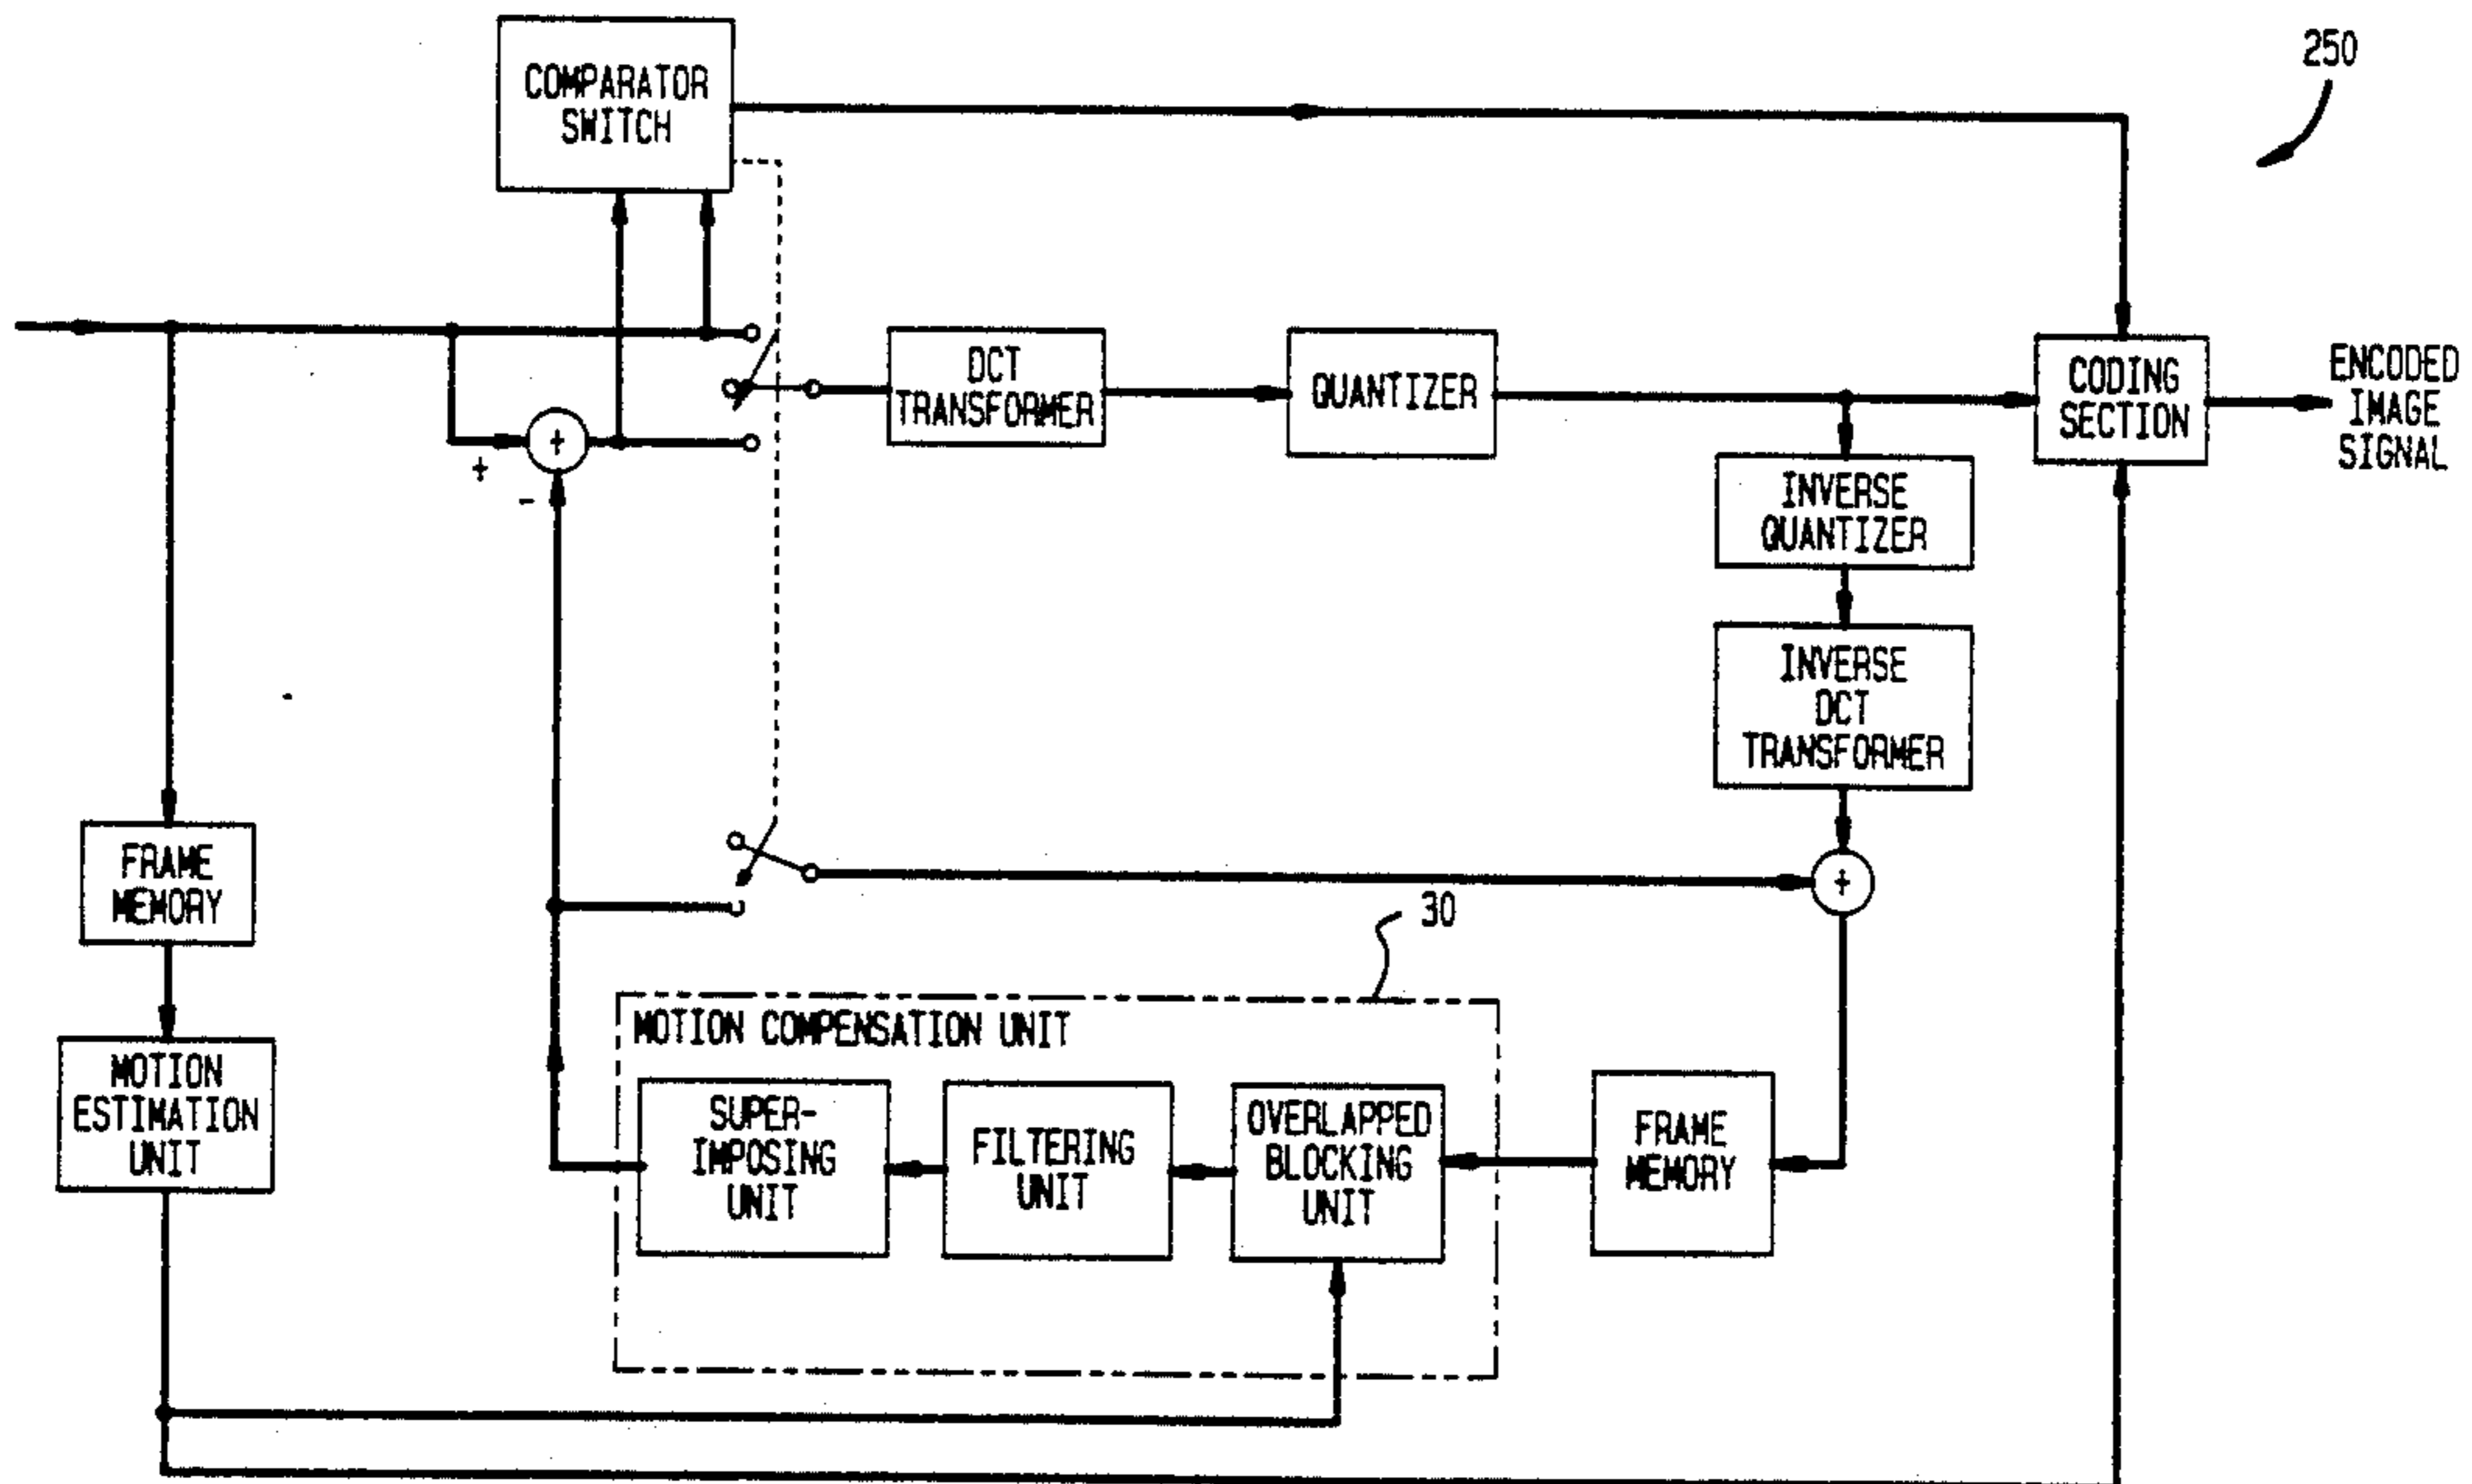 250
COMPARATOR
SWITCH
DCT
TRANSFORMER
QUANTIZER
CODING
SECTION
ENCODED
IMAGE
SIGNAL
+
+
-
INVERSE
QUANTIZER
INVERSE
DCT
TRANSFORMER
FRAME
MEMORY
+
30
MOTION COMPENSATION UNIT
MOTION
ESTIMATION
UNIT
SUPER-
IMPOSING
UNIT
FILTERING
UNIT
OVERLAPPED
BLOCKING
UNIT
FRAME
MEMORY